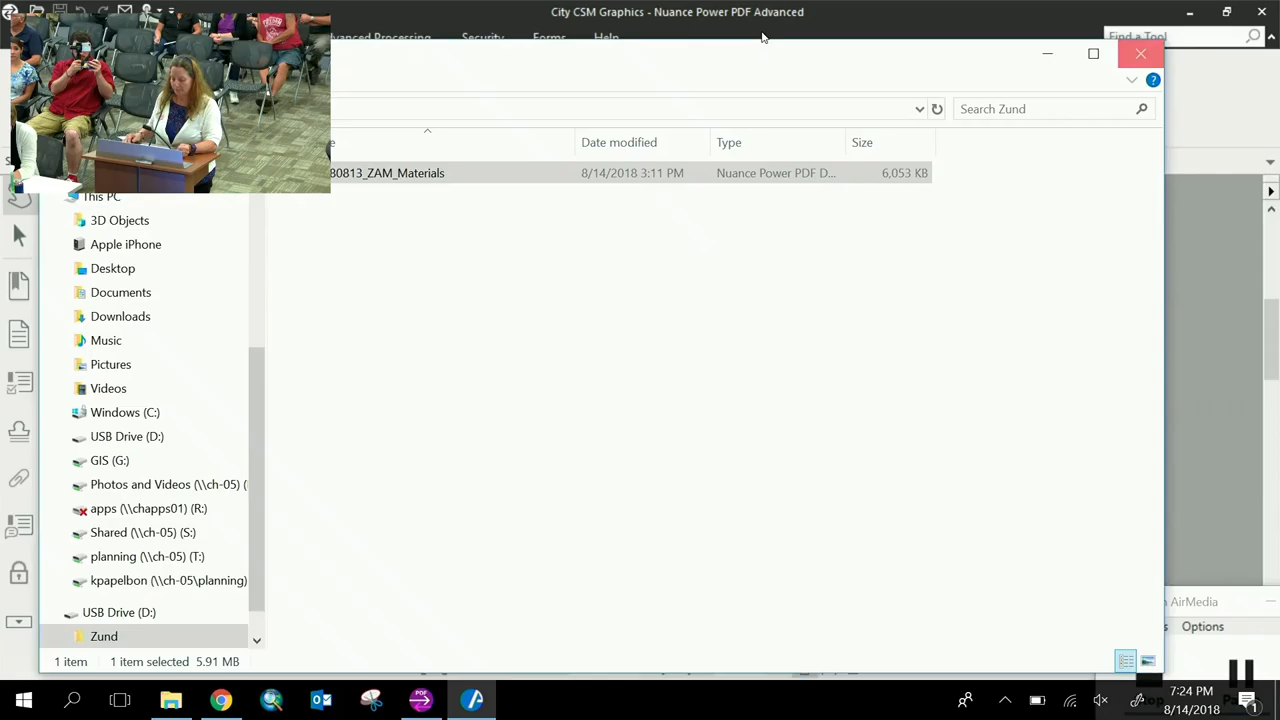 City CSM Graphics - Nuance Power PDF Advanced
Advanced Processing Security Forms Help Find a Tool
Search Zund
Date modified Type Size
80813_ZAM_Materials 8/14/2018 3:11 PM Nuance Power PDF D... 6,053 KB
This PC
3D Objects
Apple iPhone
Desktop
Documents
Downloads
Music
Pictures
Videos
Windows (C:)
USB Drive (D:)
GIS (G:)
Photos and Videos (\\ch-05) (
apps (\\chapps01) (R:)
Shared (\\ch-05) (S:)
planning (\\ch-05) (T:)
kpapelbon (\\ch-05\planning)
USB Drive (D:)
Zund
AirMedia
Options
1 item 1 item selected 5.91 MB
7:24 PM
8/14/2018